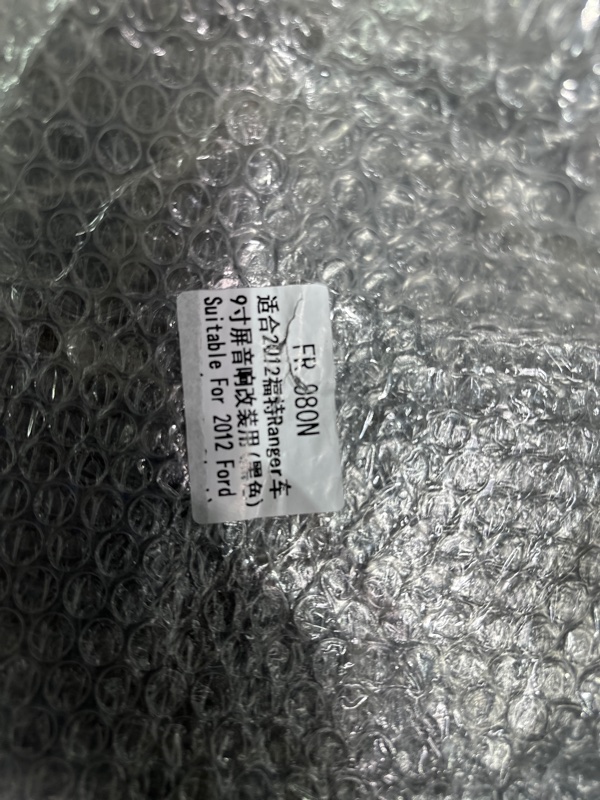 FR 080N
适合2012福特Ranger车
9寸屏音响改装用(黑色)
Suitable For 2012 Ford